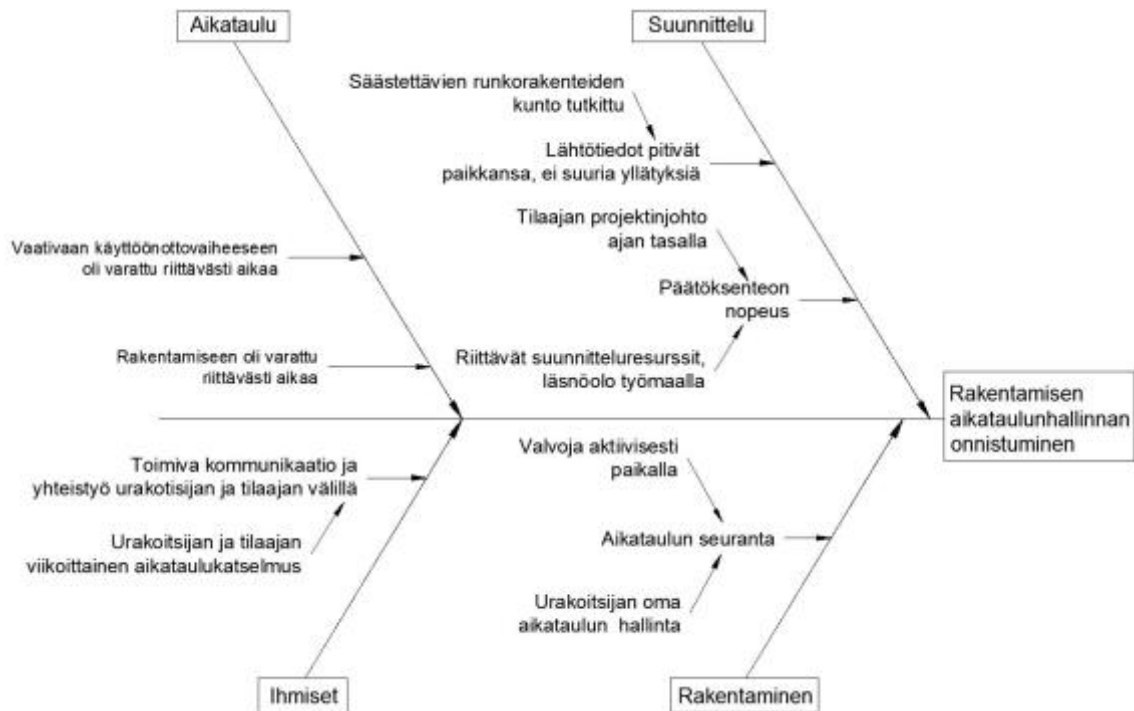 Aikataulu
Suunnittelu
Säästettävien runkorakenteiden
kunto tutkittu
Lähtötiedot pitivät
paikkansa, ei suuria yllätyksiä
Tilaajan projektinjohto
ajan tasalla
Vaativaan käyttöönottovaiheeseen
oli varattu riittävästi aikaa
Päätöksenteon
nopeus
Rakentamiseen oli varattu
riittävästi aikaa
Riittävät suunnitteluresurssit,
läsnöolo työmaalla
Rakentamisen
aikataulunhallinnan
onnistuminen
Toimiva kommunikaatio ja
yhteistyö urakotisijan ja tilaajan välillä
Urakoitsijan ja tilaajan
viikoittainen aikataulukatselmus
Valvoja aktiivisesti
paikalla
Aikataulun seuranta
Urakoitsijan oma
aikataulun hallinta
Ihmiset
Rakentaminen